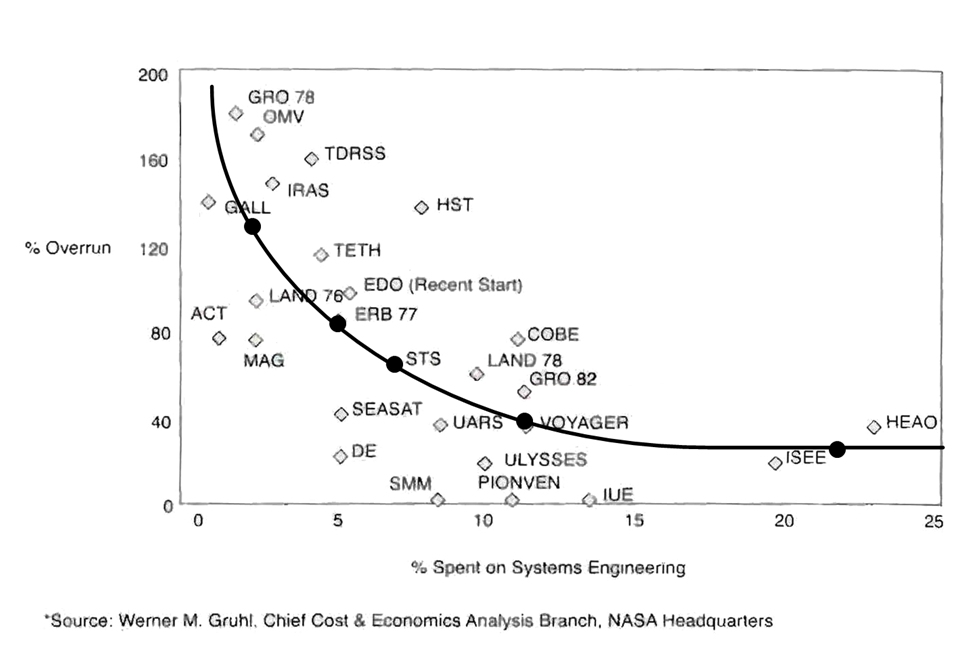 200
GRO 78
OMV
160
TDRSS
IRAS
GALL
HST
% Overrun
120
TETH
EDO (Recent Start)
LAND 76
ACT
ERB 77
80
COBE
MAG
STS
LAND 78
GRO 82
40
SEASAT
UARS
VOYAGER
HEAO
DE
ULYSSES
ISEE
SMM
PIONVEN
IUE
0
0 5 10 15 20 25
% Spent on Systems Engineering
*Source: Werner M. Gruhl, Chief Cost & Economics Analysis Branch, NASA Headquarters